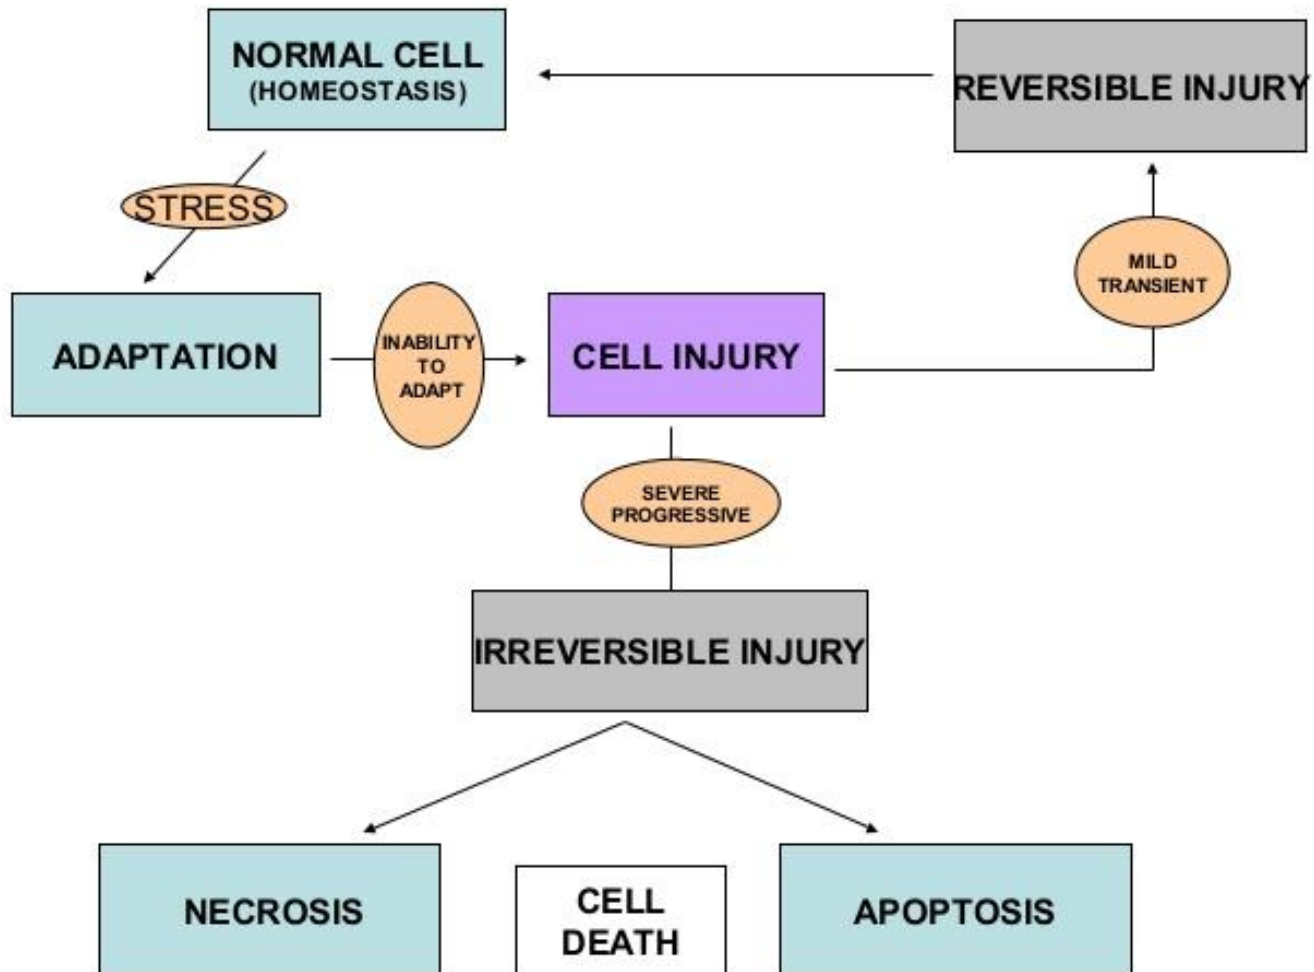 NORMAL CELL
(HOMEOSTASIS)
REVERSIBLE INJURY
STRESS
MILD
TRANSIENT
ADAPTATION
INABILITY
TO
ADAPT
CELL INJURY
SEVERE
PROGRESSIVE
IRREVERSIBLE INJURY
NECROSIS
CELL
DEATH
APOPTOSIS